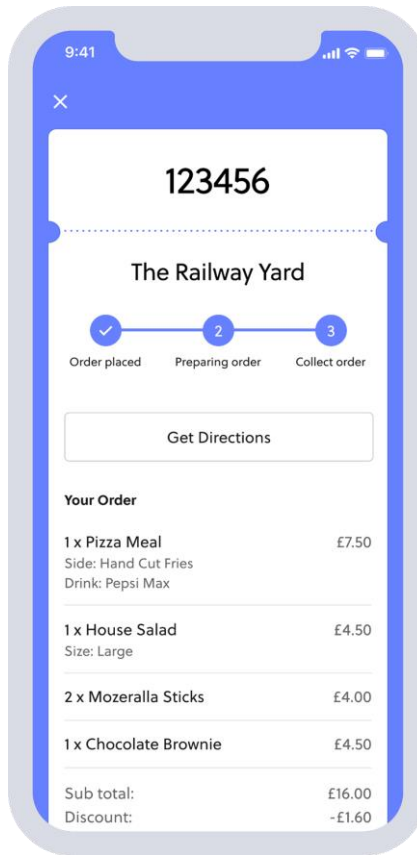 9:41
123456
The Railway Yard
2
3
Order placed Preparing order Collect order
Get Directions
Your Order
1 x Pizza Meal £7.50
Side: Hand Cut Fries
Drink: Pepsi Max
1 x House Salad £4.50
Size: Large
2 x Mozeralla Sticks £4.00
1 x Chocolate Brownie £4.50
Sub total: £16.00
Discount: -£1.60